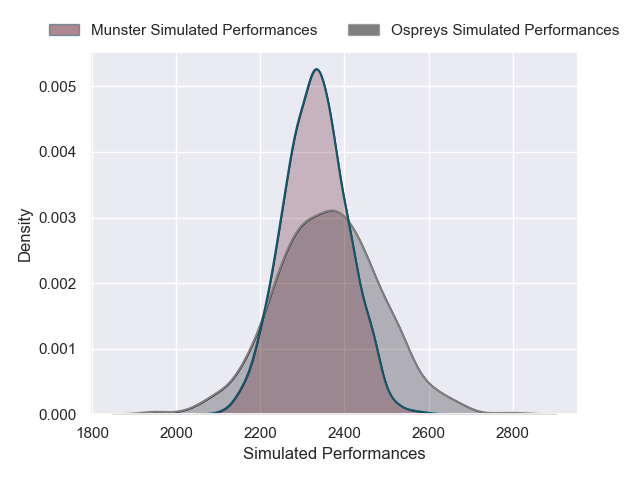 Munster Simulated Performances
Ospreys Simulated Performances
0.005
0.004
0.003
0.002
0.001
0.000
Density
1800 2000 2200 2400 2600 2800
Simulated Performances